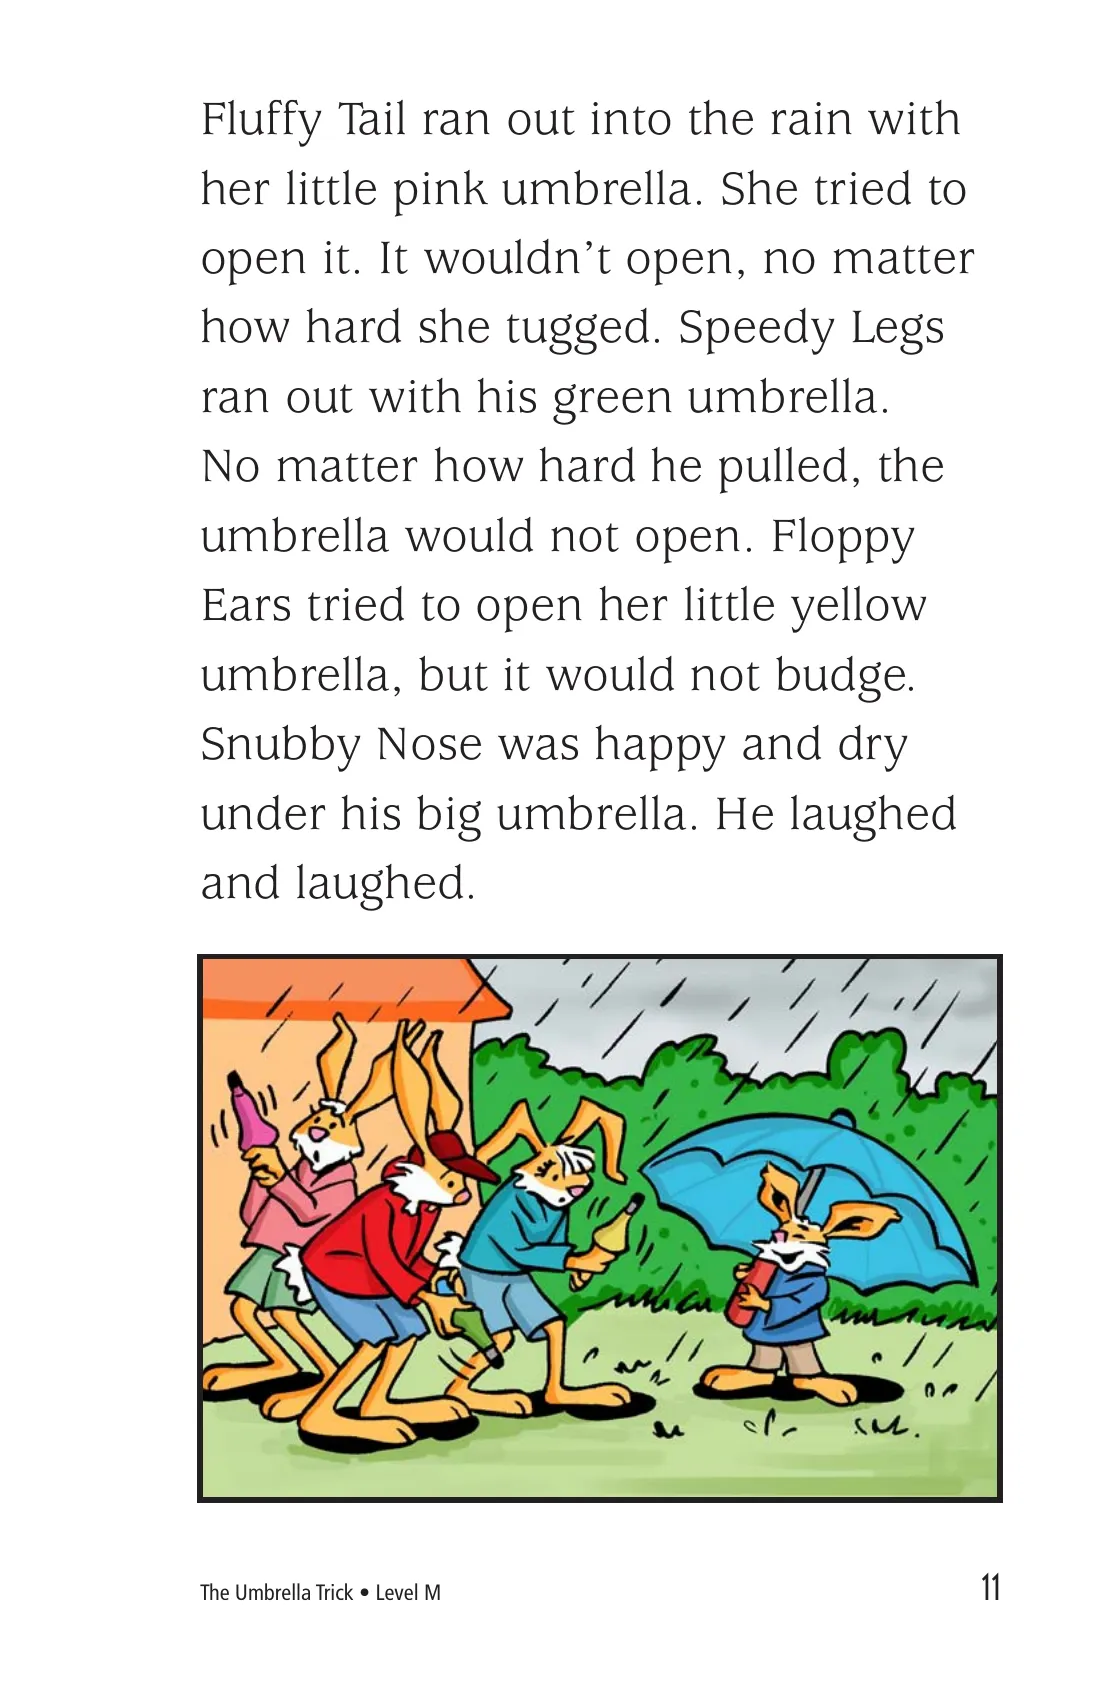 Fluffy Tail ran out into the rain with
her little pink umbrella. She tried to
open it. It wouldn’t open, no matter
how hard she tugged. Speedy Legs
ran out with his green umbrella.
No matter how hard he pulled, the
umbrella would not open. Floppy
Ears tried to open her little yellow
umbrella, but it would not budge.
Snubby Nose was happy and dry
under his big umbrella. He laughed
and laughed.
The Umbrella Trick • Level M
11